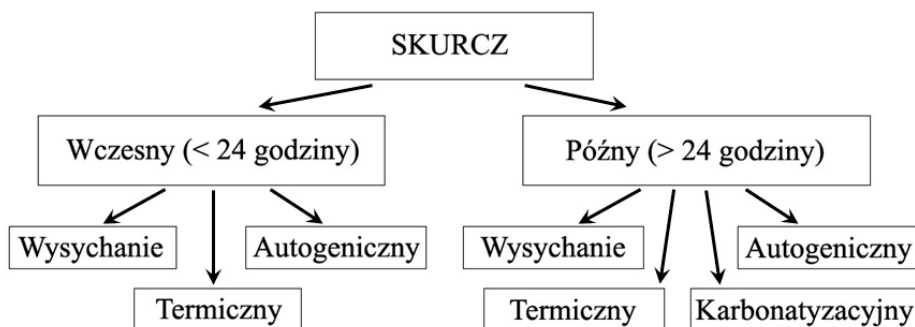 SKURCZ
Wczesny (< 24 godziny)
Późny (> 24 godziny)
Wysychanie
Autogeniczny
Termiczny
Wysychanie
Autogeniczny
Termiczny
Karbonatyzacyjny